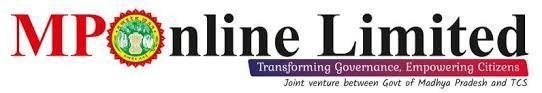 MPOnline Limited
Transforming Governance, Empowering Citizens
Joint venture between Govt of Madhya Pradesh and TCS